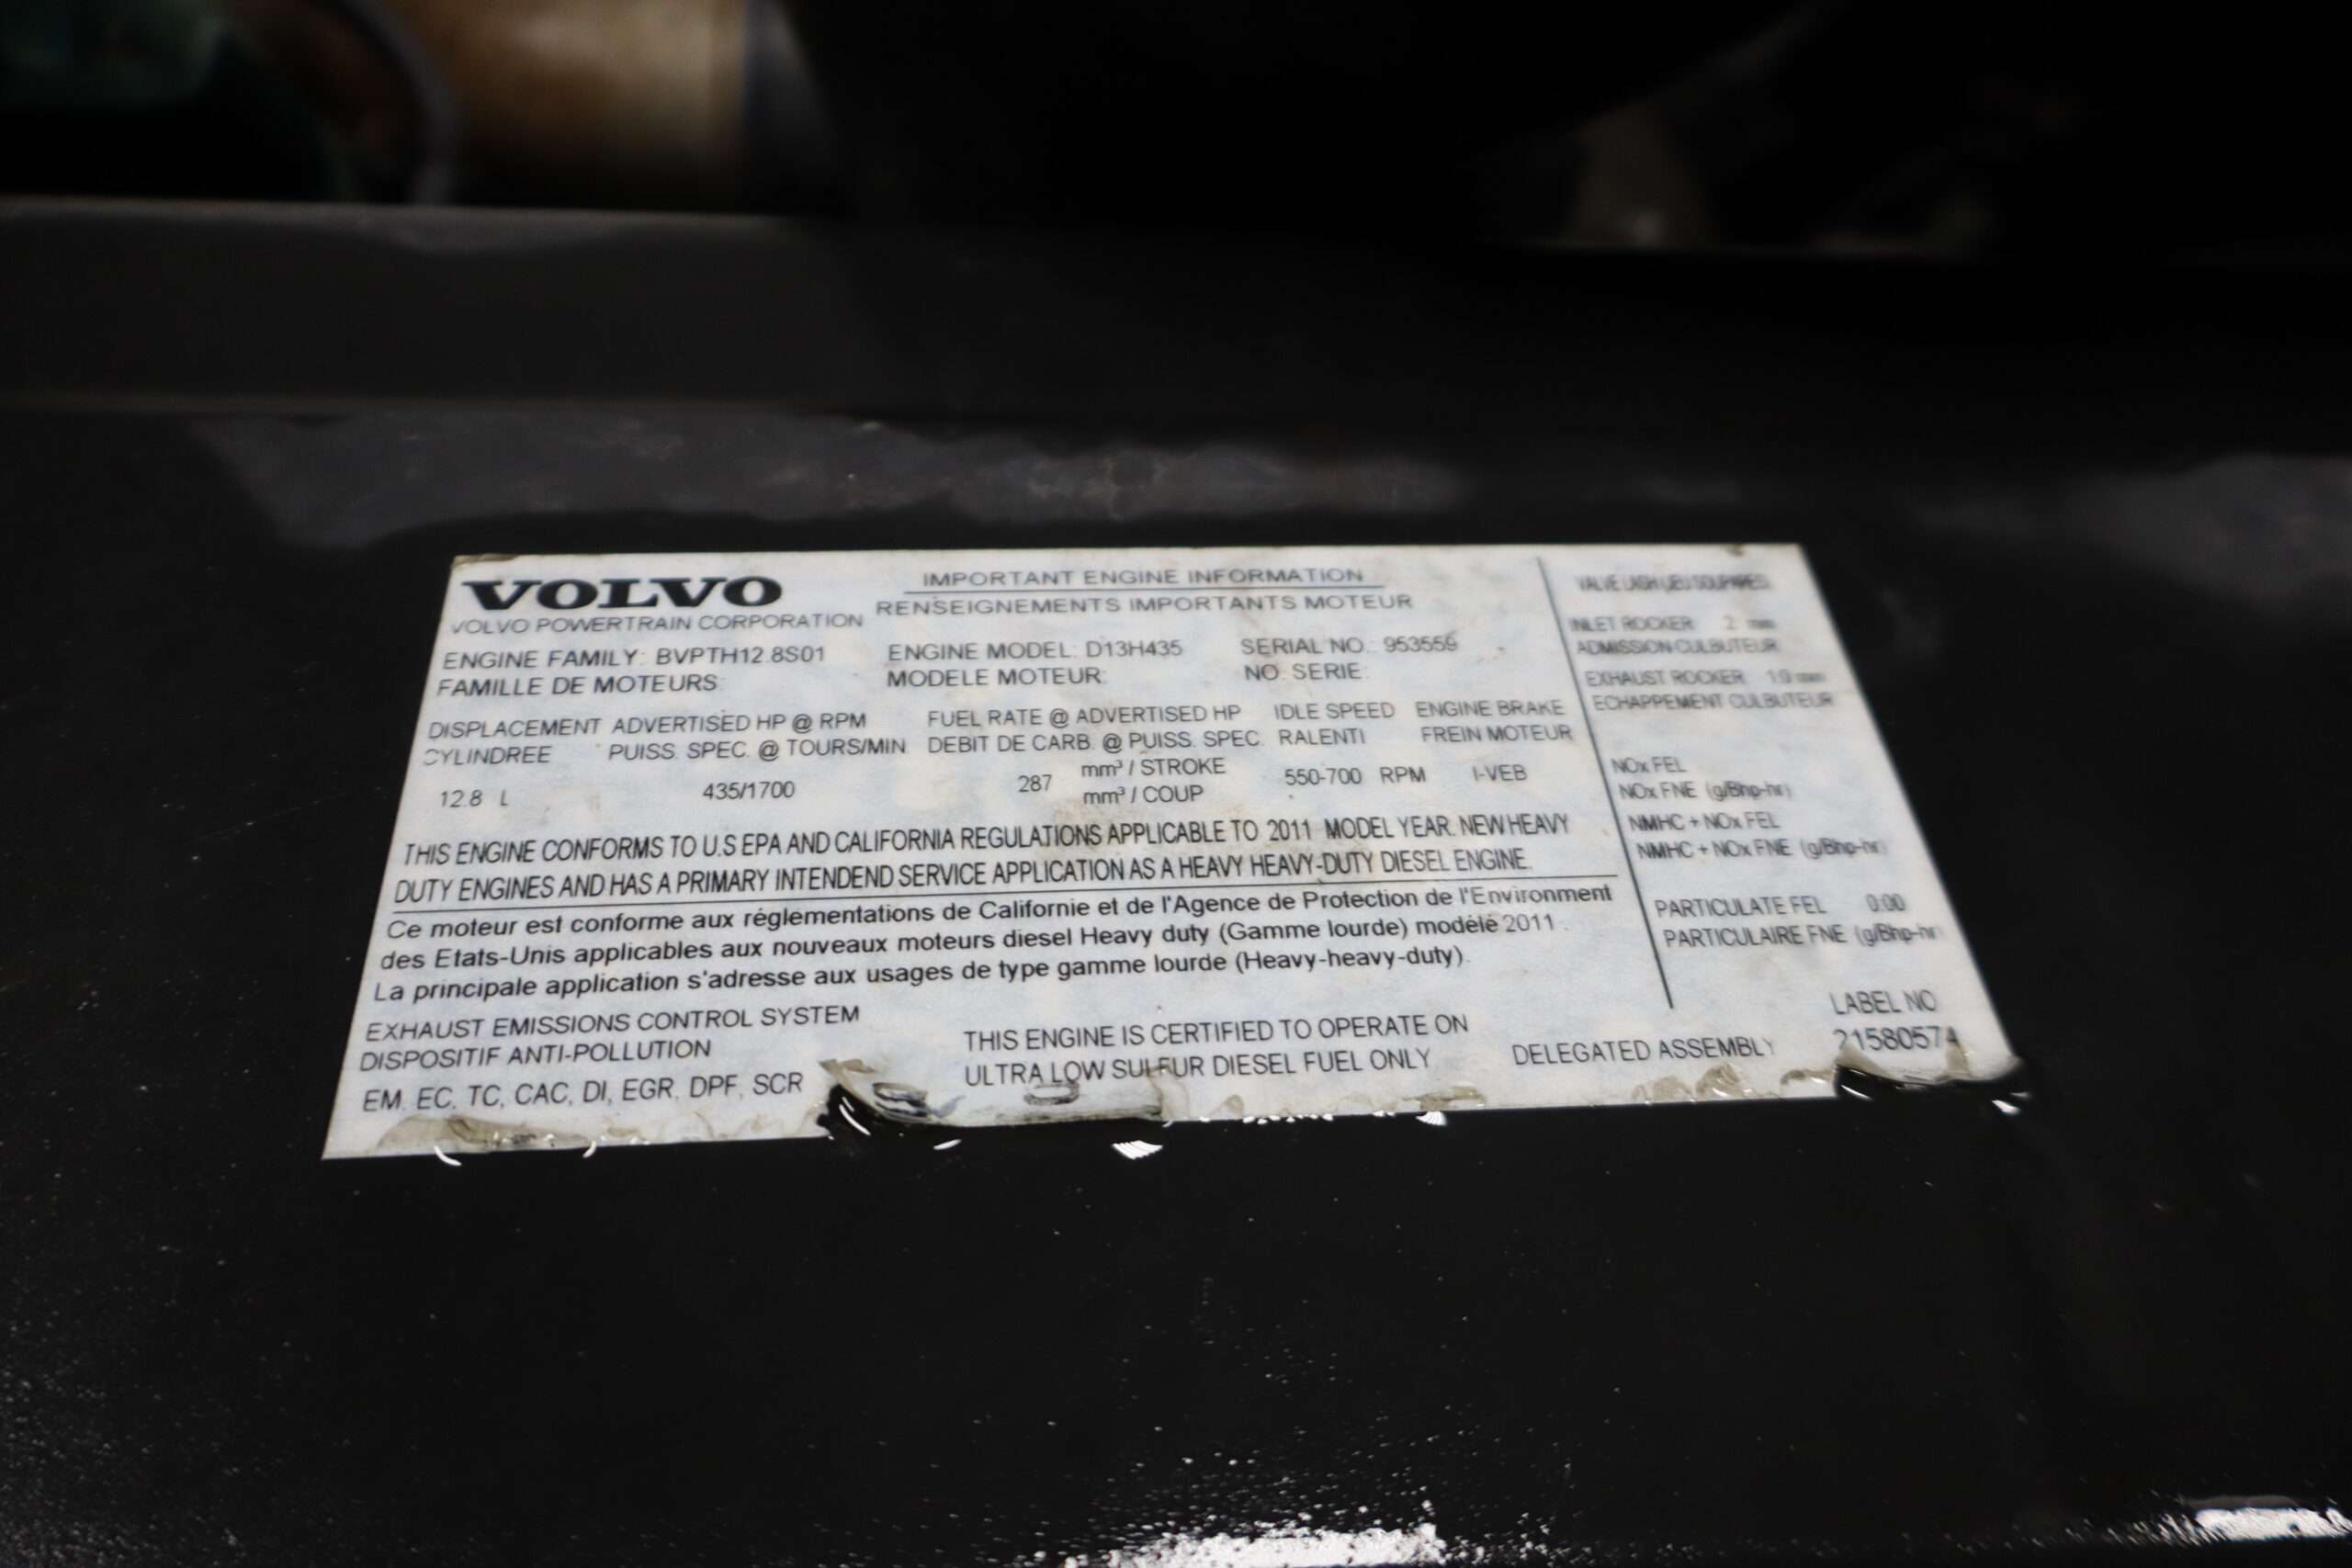 VOLVO
VOLVO POWERTRAIN CORPORATION
IMPORTANT ENGINE INFORMATION
RENSEIGNEMENTS IMPORTANTS MOTEUR
ENGINE FAMILY: BVPTH12.8S01
FAMILLE DE MOTEURS:
ENGINE MODEL: D13H435
MODELE MOTEUR:
SERIAL NO.: 953559
NO. SERIE:
DISPLACEMENT
CYLINDREE
12.8 L
ADVERTISED HP @ RPM
PUISS. SPEC. @ TOURS/MIN
435/1700
FUEL RATE @ ADVERTISED HP
DEBIT DE CARB. @ PUISS. SPEC.
287 mm³ / STROKE
mm³ / COUP
IDLE SPEED
RALENTI
550-700 RPM
ENGINE BRAKE
FREIN MOTEUR
I-VEB
THIS ENGINE CONFORMS TO U.S EPA AND CALIFORNIA REGULATIONS APPLICABLE TO 2011 MODEL YEAR. NEW HEAVY
DUTY ENGINES AND HAS A PRIMARY INTENDEND SERVICE APPLICATION AS A HEAVY HEAVY-DUTY DIESEL ENGINE.
Ce moteur est conforme aux réglementations de Californie et de l'Agence de Protection de l'Environment
des Etats-Unis applicables aux nouveaux moteurs diesel Heavy duty (Gamme lourde) modélé 2011.
La principale application s'adresse aux usages de type gamme lourde (Heavy-heavy-duty).
EXHAUST EMISSIONS CONTROL SYSTEM
DISPOSITIF ANTI-POLLUTION
EM, EC, TC, CAC, DI, EGR, DPF, SCR
THIS ENGINE IS CERTIFIED TO OPERATE ON
ULTRA LOW SULFUR DIESEL FUEL ONLY
DELEGATED ASSEMBLY
VALVE LASH (JEU SOUPAPES)
INLET ROCKER
ADMISSION CULBUTEUR
EXHAUST ROCKER
ECHAPPEMENT CULBUTEUR
NOx FEL
NOx FNE (g/Bhp-hr)
NMHC + NOx FEL
NMHC + NOx FNE (g/Bhp-hr)
PARTICULATE FEL 0.00
PARTICULAIRE FNE (g/Bhp-hr)
LABEL NO
21580574